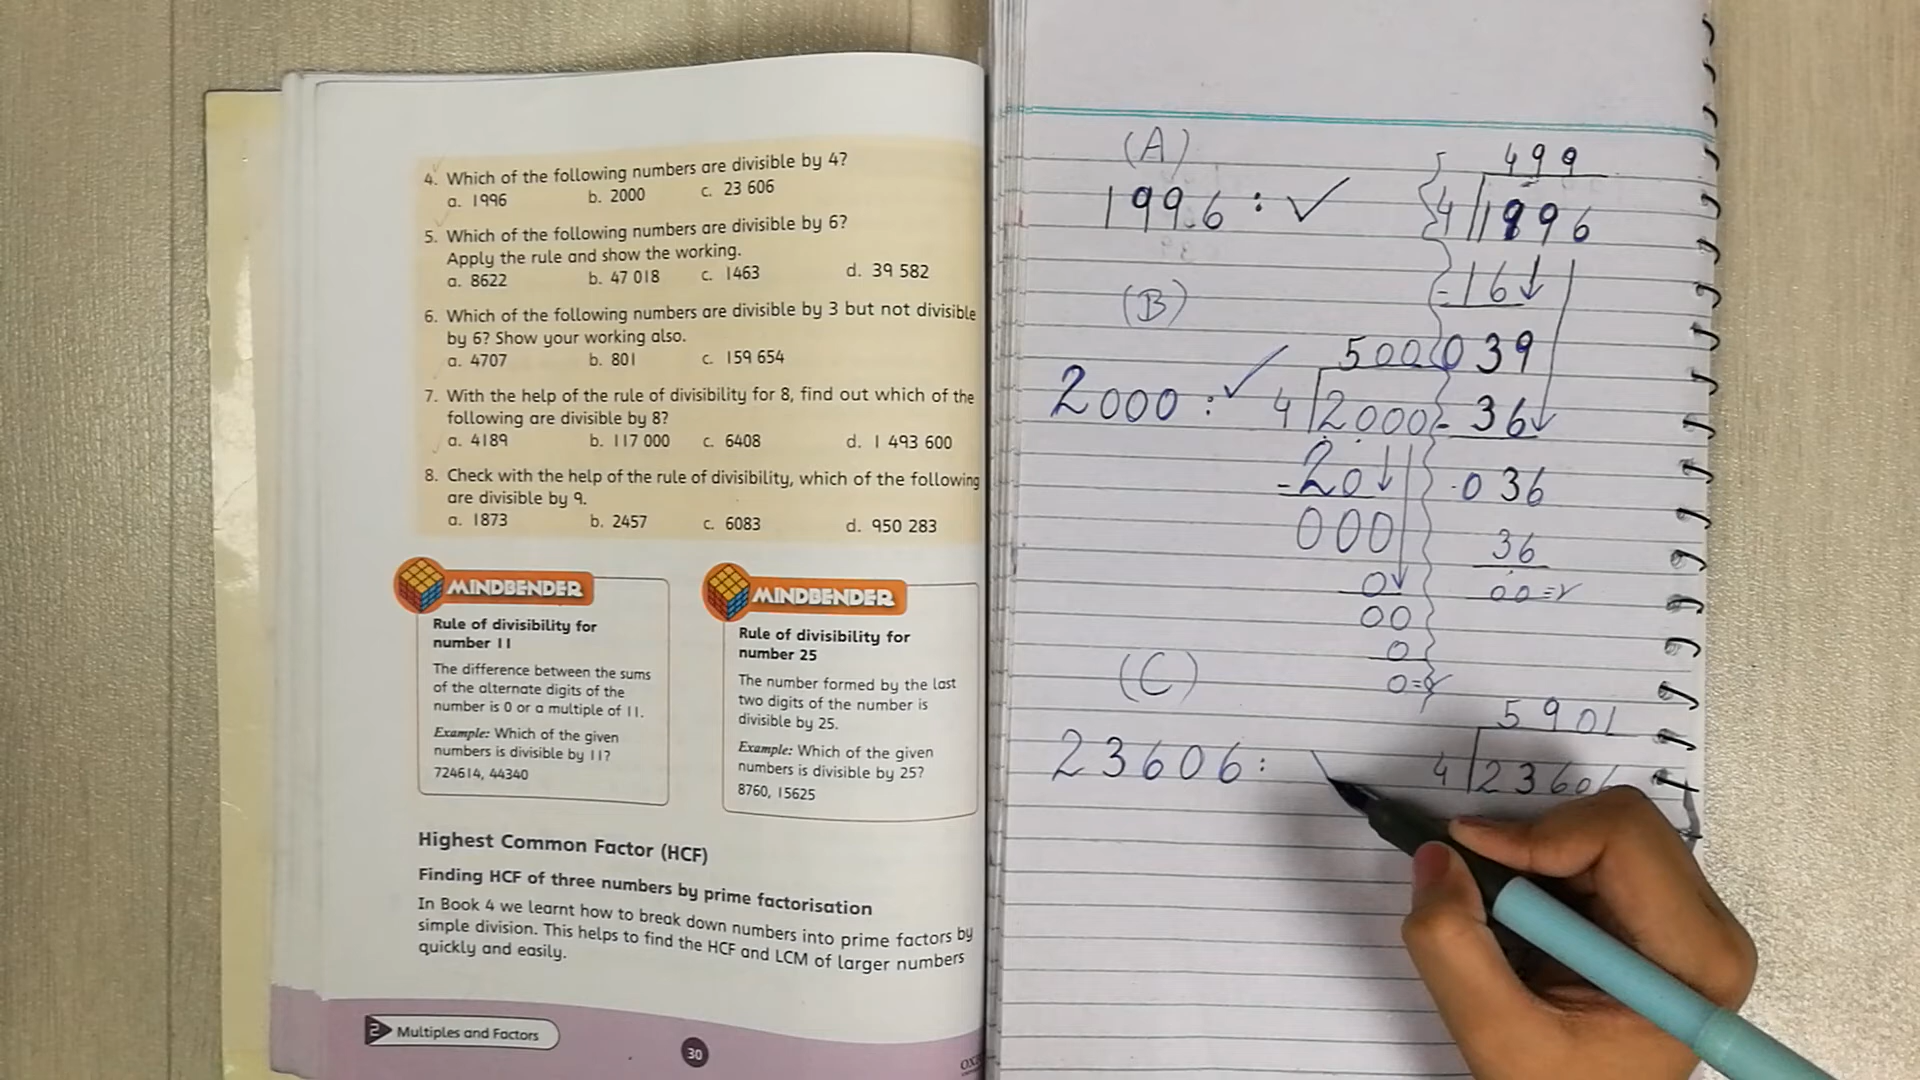 4. Which of the following numbers are divisible by 4?
a. 1996 b. 2000 c. 23 606
5. Which of the following numbers are divisible by 6?
Apply the rule and show the working.
a. 8622 b. 47 018 c. 1463 d. 39 582
6. Which of the following numbers are divisible by 3 but not divisible
by 6? Show your working also.
a. 4707 b. 801 c. 159 654
7. With the help of the rule of divisibility for 8, find out which of the
following are divisible by 8?
a. 4189 b. 117 000 c. 6408 d. 1 493 600
8. Check with the help of the rule of divisibility, which of the following
are divisible by 9.
a. 1873 b. 2457 c. 6083 d. 950 283
MINDBENDER
Rule of divisibility for
number 11
The difference between the sums
of the alternate digits of the
number is 0 or a multiple of 11.
Example: Which of the given
numbers is divisible by 11?
724614, 44340
MINDBENDER
Rule of divisibility for
number 25
The number formed by the last
two digits of the number is
divisible by 25.
Example: Which of the given
numbers is divisible by 25?
8760, 15625
Highest Common Factor (HCF)
Finding HCF of three numbers by prime factorisation
In Book 4 we learnt how to break down numbers into prime factors by
simple division. This helps to find the HCF and LCM of larger numbers
quickly and easily.
2 Multiples and Factors
30
(A)
1996 : ✓
499
4 1996
- 16
039
- 36
036
36
00 = r
(B)
2000 : ✓
500
4 2000
- 20
000
0
00
0
0 = r
(C)
23606 :
5901
4 23606